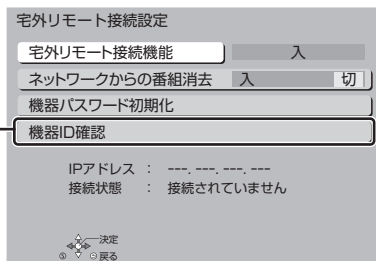 宅外リモート接続設定
宅外リモート接続機能 入
ネットワークからの番組消去 入 切
機器パスワード初期化
機器ID確認
IPアドレス : ---. ---. ---. ---
接続状態 : 接続されていません
決定
戻る